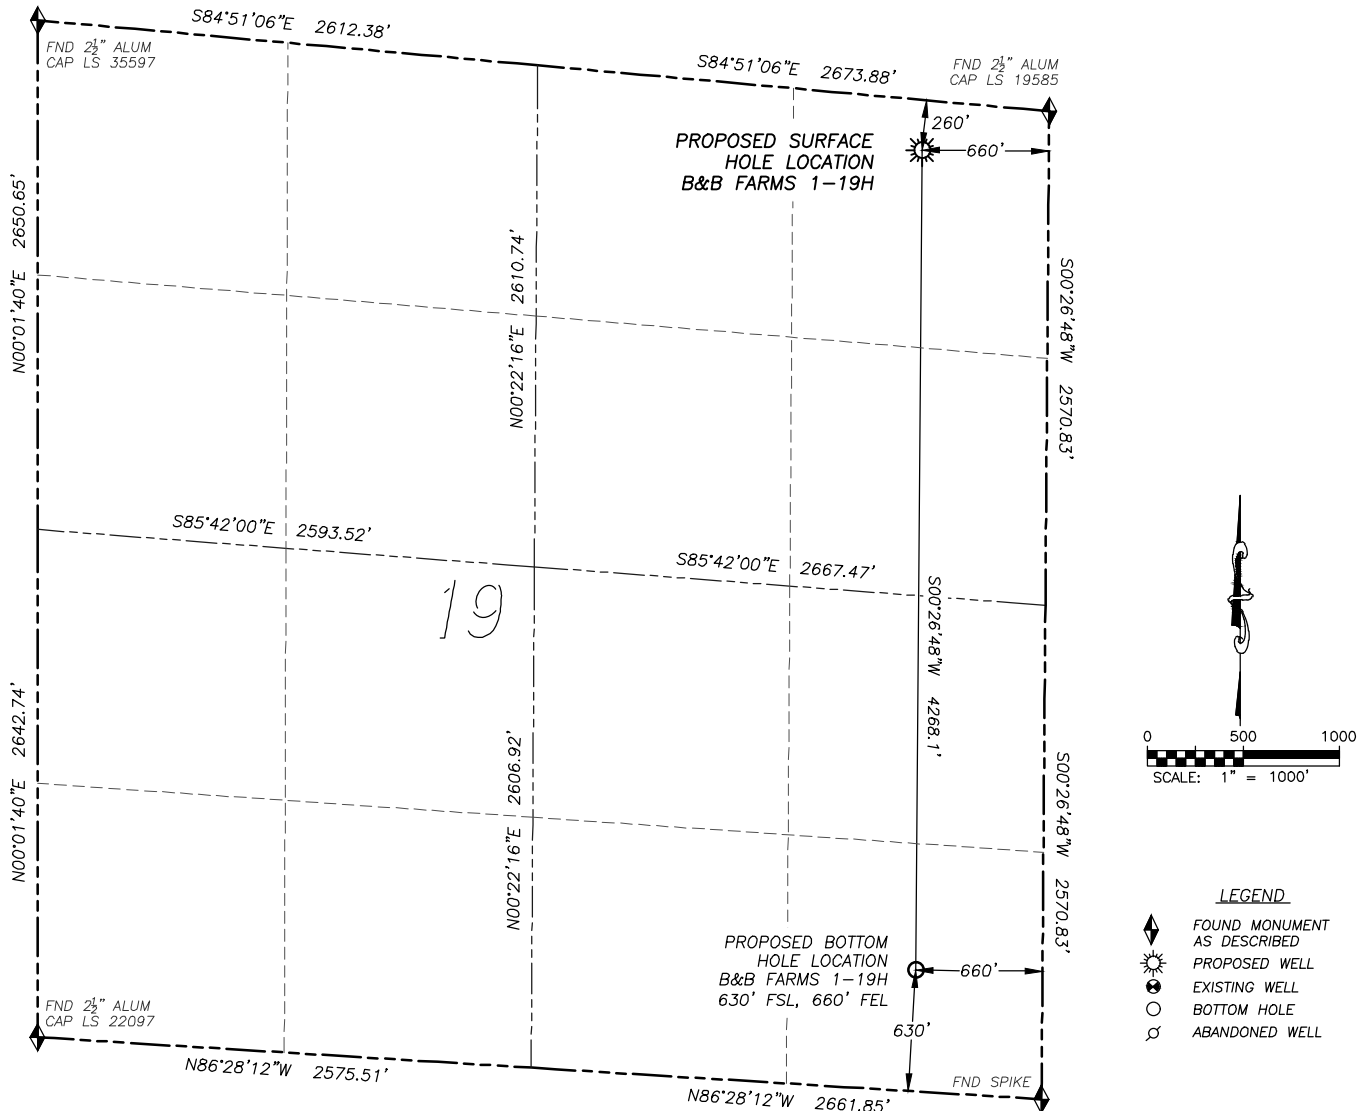 S84°51'06"E 2612.38'
FND 2½" ALUM
CAP LS 35597
S84°51'06"E 2673.88'
FND 2½" ALUM
CAP LS 19585
260'
PROPOSED SURFACE
HOLE LOCATION
B&B FARMS 1-19H
660'
N00°01'40"E 2650.65'
N00°22'16"E 2610.74'
S00°26'48"W 2570.83'
S85°42'00"E 2593.52'
S85°42'00"E 2667.47'
19
S00°26'48"W 4268.1'
N00°01'40"E 2642.74'
N00°22'16"E 2606.92'
S00°26'48"W 2570.83'
PROPOSED BOTTOM
HOLE LOCATION
B&B FARMS 1-19H
630' FSL, 660' FEL
660'
630'
FND 2½" ALUM
CAP LS 22097
N86°28'12"W 2575.51'
N86°28'12"W 2661.85'
FND SPIKE
0 500 1000
SCALE: 1" = 1000'
LEGEND
FOUND MONUMENT
AS DESCRIBED
PROPOSED WELL
EXISTING WELL
BOTTOM HOLE
ABANDONED WELL